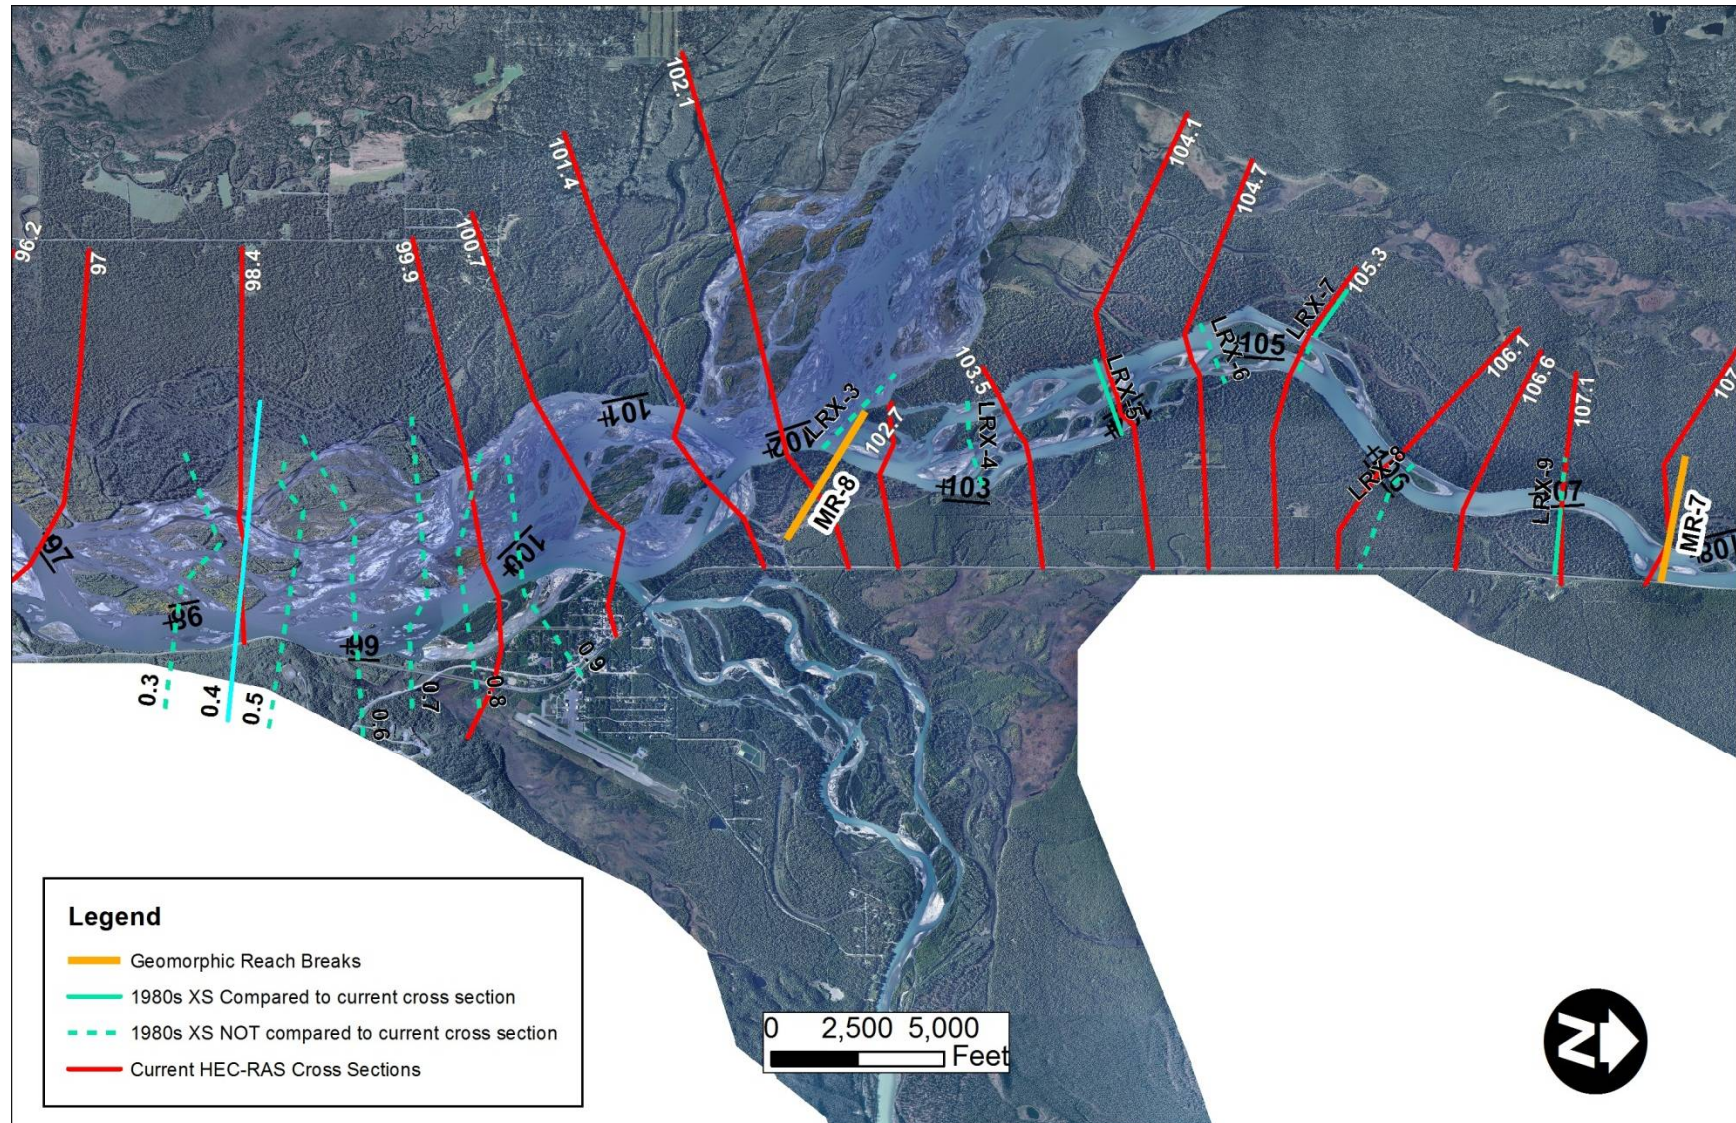 96.2
97
98.4
99.9
100.7
101.4
102.1
102.7
103.5
104.1
104.7
105.3
106.1
106.6
107.1
107.
97
98
99
100
101
102
103
105
107
108
LRX-3
LRX-4
LRX-5
LRX-6
LRX-7
LRX-8
LRX-9
MR-8
MR-7
0.3
0.4
0.5
0.6
0.7
0.8
0.9
Legend
Geomorphic Reach Breaks
1980s XS Compared to current cross section
1980s XS NOT compared to current cross section
Current HEC-RAS Cross Sections
0 2,500 5,000
Feet
N